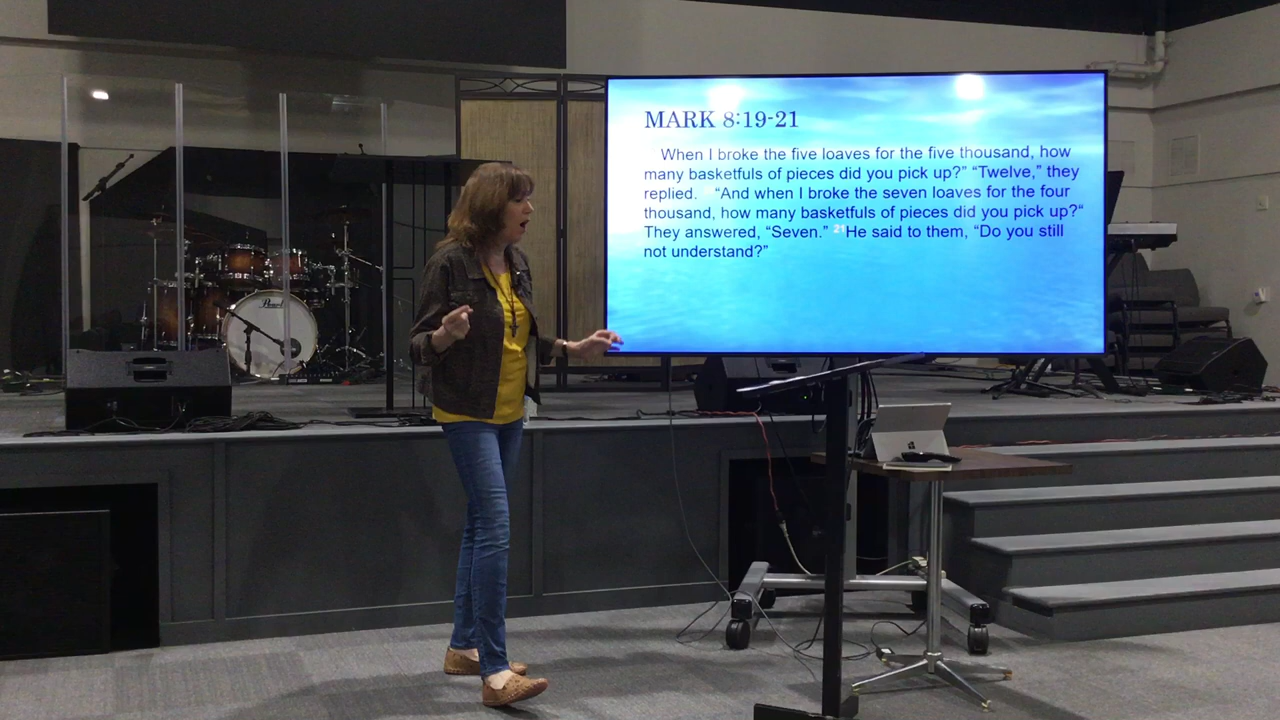 Pearl
MARK 8:19-21
When I broke the five loaves for the five thousand, how
many basketfuls of pieces did you pick up?” “Twelve,” they
replied. “And when I broke the seven loaves for the four
thousand, how many basketfuls of pieces did you pick up?“
They answered, “Seven.” 21He said to them, “Do you still
not understand?”